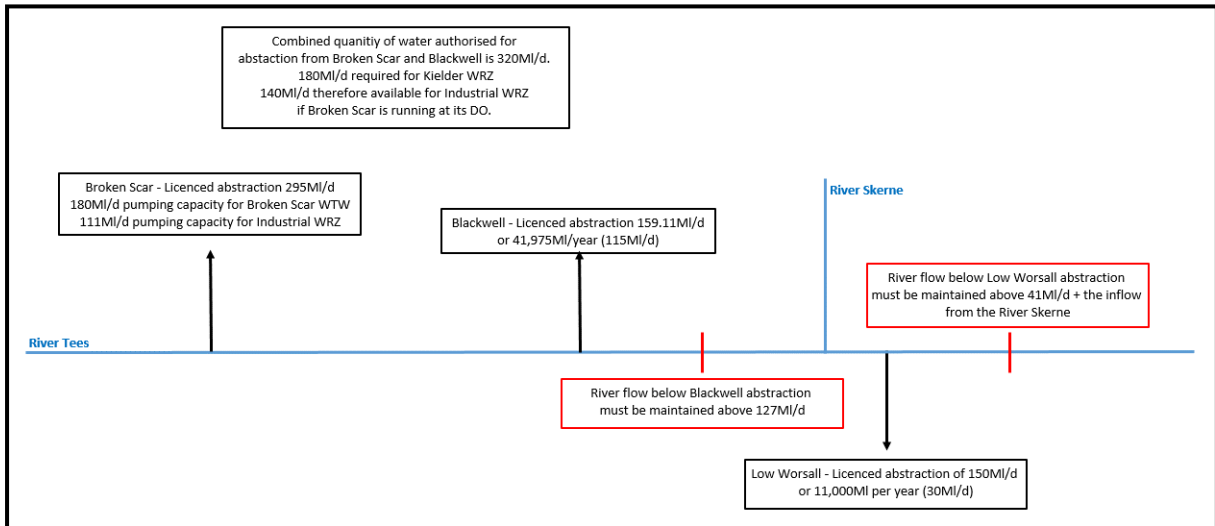 Combined quanitiy of water authorised for
abstaction from Broken Scar and Blackwell is 320Ml/d.
180Ml/d required for Kielder WRZ
140Ml/d therefore available for Industrial WRZ
if Broken Scar is running at its DO.
Broken Scar - Licenced abstraction 295Ml/d
180Ml/d pumping capacity for Broken Scar WTW
111Ml/d pumping capacity for Industrial WRZ
Blackwell - Licenced abstraction 159.11Ml/d
or 41,975Ml/year (115Ml/d)
River Skerne
River flow below Low Worsall abstraction
must be maintained above 41Ml/d + the inflow
from the River Skerne
River Tees
River flow below Blackwell abstraction
must be maintained above 127Ml/d
Low Worsall - Licenced abstraction of 150Ml/d
or 11,000Ml per year (30Ml/d)